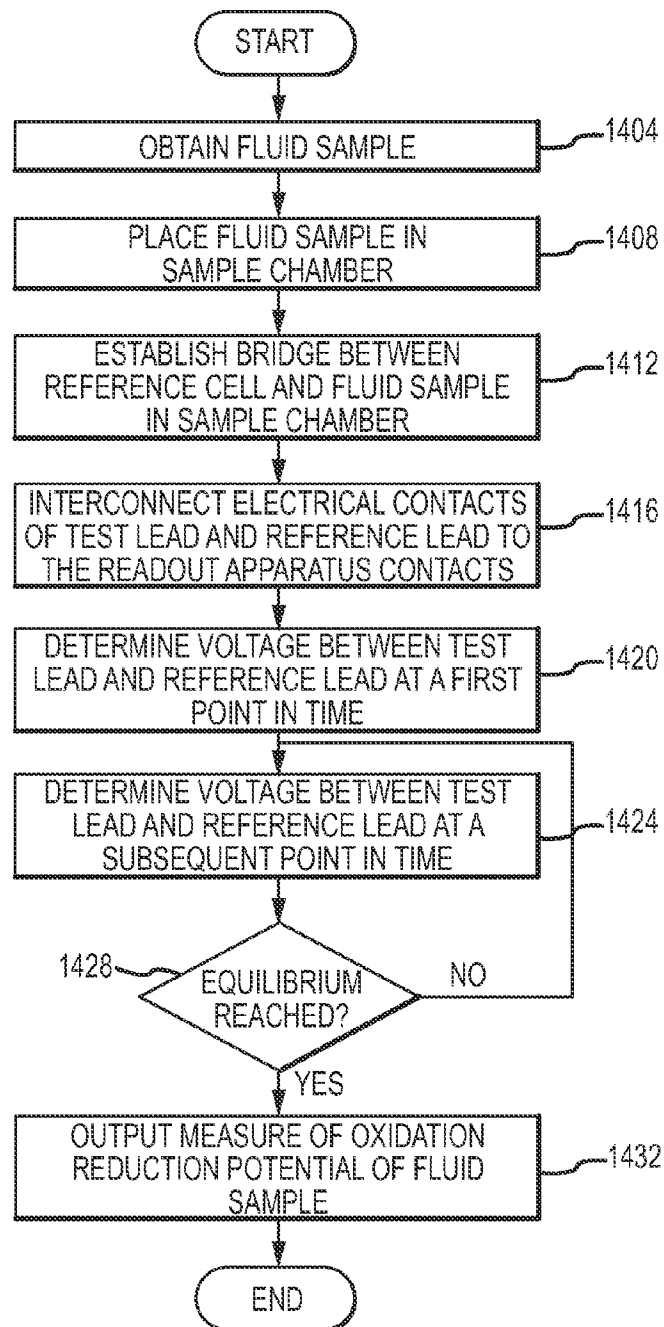 START
OBTAIN FLUID SAMPLE
1404
PLACE FLUID SAMPLE IN
SAMPLE CHAMBER
1408
ESTABLISH BRIDGE BETWEEN
REFERENCE CELL AND FLUID SAMPLE
IN SAMPLE CHAMBER
1412
INTERCONNECT ELECTRICAL CONTACTS
OF TEST LEAD AND REFERENCE LEAD TO
THE READOUT APPARATUS CONTACTS
1416
DETERMINE VOLTAGE BETWEEN TEST
LEAD AND REFERENCE LEAD AT A FIRST
POINT IN TIME
1420
DETERMINE VOLTAGE BETWEEN TEST
LEAD AND REFERENCE LEAD AT A
SUBSEQUENT POINT IN TIME
1424
1428
EQUILIBRIUM
REACHED?
NO
YES
OUTPUT MEASURE OF OXIDATION
REDUCTION POTENTIAL OF FLUID
SAMPLE
1432
END